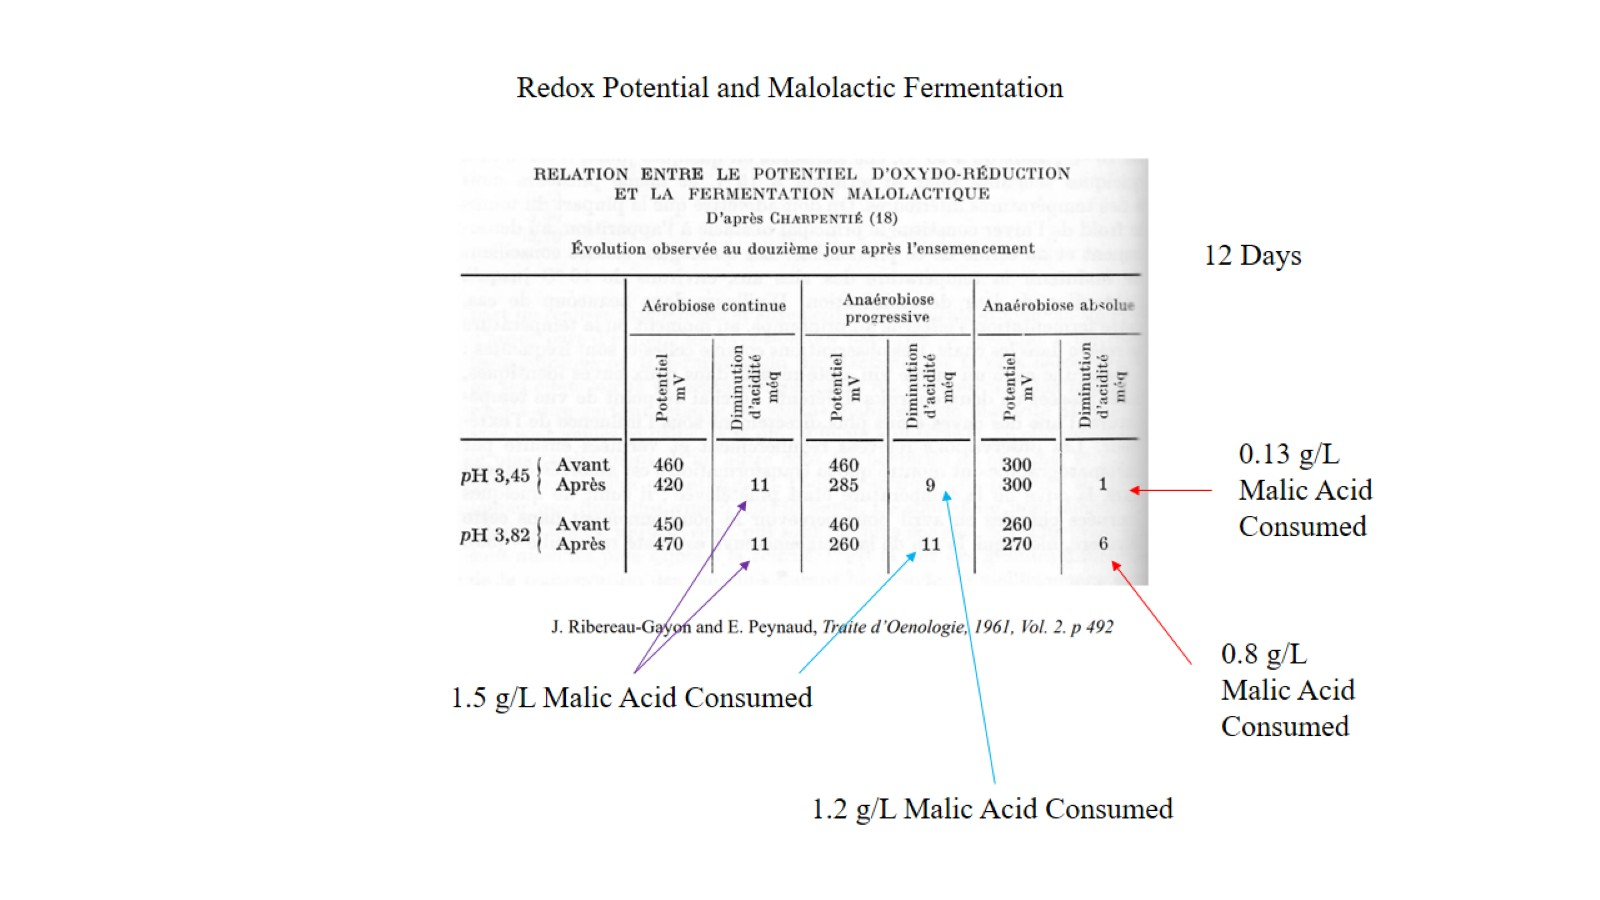 Redox Potential and Malolactic Fermentation
RELATION ENTRE LE POTENTIEL D'OXYDO-RÉDUCTION
ET LA FERMENTATION MALOLACTIQUE
D'après CHARPENTIÉ (18)
Évolution observée au douzième jour après l'ensemencement
12 Days
Aérobiose continue
Anaérobiose
progressive
Anaérobiose absolue
Potentiel
mV
Diminution
d'acidité
méq
Potentiel
mV
Diminution
d'acidité
méq
Potentiel
mV
Diminution
d'acidité
méq
pH 3,45 { Avant 460 460 300
Après 420 11 285 9 300 1
pH 3,82 { Avant 450 460 260
Après 470 11 260 11 270 6
0.13 g/L
Malic Acid
Consumed
J. Ribereau-Gayon and E. Peynaud, Traite d'Oenologie, 1961, Vol. 2. p 492
0.8 g/L
Malic Acid
Consumed
1.5 g/L Malic Acid Consumed
1.2 g/L Malic Acid Consumed